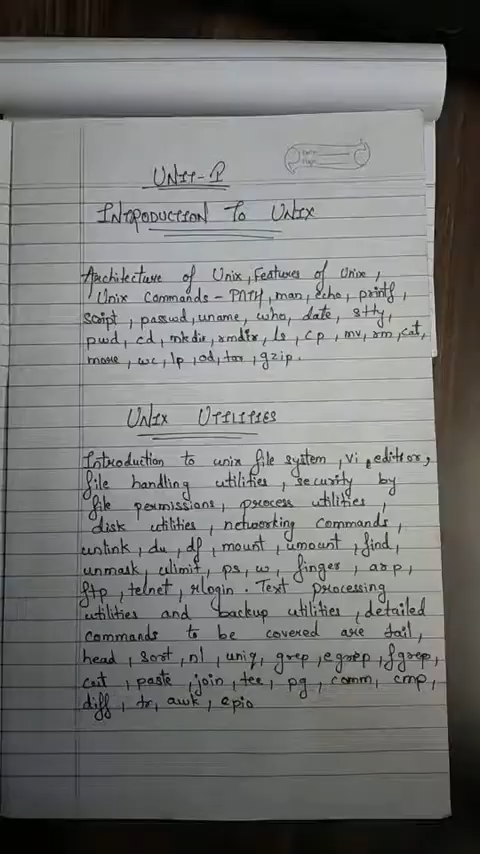 UNIT-I
INTRODUCTION TO UNIX
Architecture of Unix, Features of Unix,
Unix Commands - PATH, man, echo, printf,
script, passwd, uname, who, date, stty,
pwd, cd, mkdir, rmdir, ls, cp, mv, rm, cat,
more, wc, lp, od, tar, gzip.
UNIX UTILITIES
Introduction to unix file system, vi editor,
file handling utilities, security by
file permissions, process utilities,
disk utilities, networking commands,
unlink, du, df, mount, umount, find,
unmask, ulimit, ps, w, finger, arp,
ftp, telnet, rlogin. Text processing
utilities and backup utilities, detailed
commands to be covered are tail,
head, sort, nl, uniq, grep, egrep, fgrep,
cut, paste, join, tee, pg, comm, cmp,
diff, tr, awk, cpio